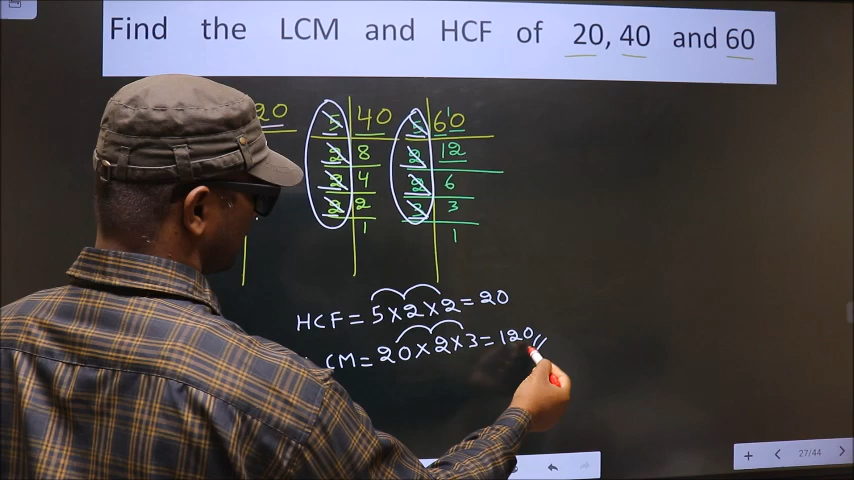 Find the LCM and HCF of 20, 40 and 60
20 5 40 5 60
2 8 2 12
2 4 2 6
2 2 3 3
1 1
HCF = 5 × 2 × 2 = 20
CM = 20 × 2 × 3 = 120
27/44